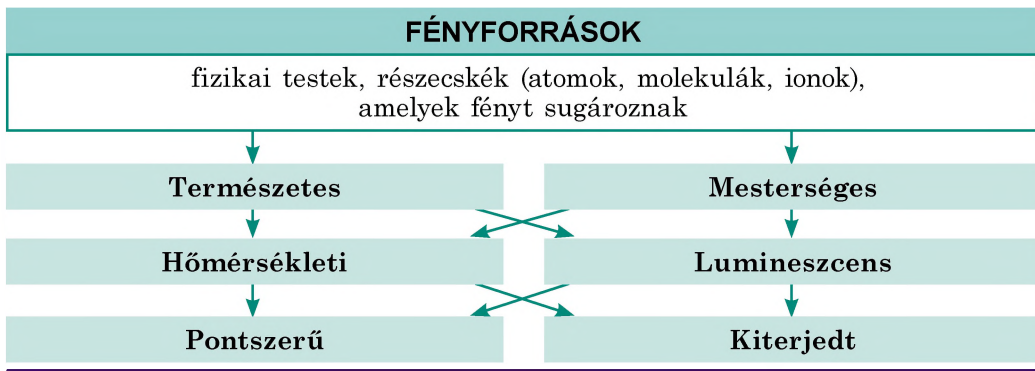 FÉNYFORRÁSOK
fizikai testek, részecskék (atomok, molekulák, ionok),
amelyek fényt sugároznak
Természetes
Mesterséges
Hőmérsékleti
Lumineszcens
Pontszerű
Kiterjedt